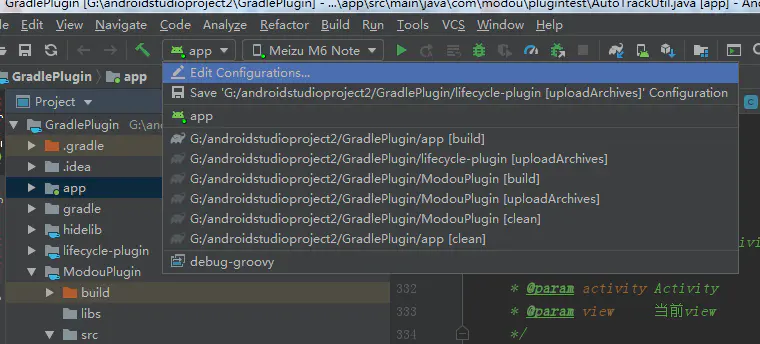 GradlePlugin [G:\androidstudioproject2\GradlePlugin] - ...\app\src\main\java\com\modou\plugintest\AutoTrackUtil.java [app] - An
File Edit View Navigate Code Analyze Refactor Build Run Tools VCS Window Help
app Meizu M6 Note
GradlePlugin app
Edit Configurations...
Save 'G:/androidstudioproject2/GradlePlugin/lifecycle-plugin [uploadArchives]' Configuration
Project
app
GradlePlugin G:\an
G:/androidstudioproject2/GradlePlugin/app [build]
.gradle
G:/androidstudioproject2/GradlePlugin/lifecycle-plugin [uploadArchives]
.idea
G:/androidstudioproject2/GradlePlugin/ModouPlugin [build]
app
G:/androidstudioproject2/GradlePlugin/ModouPlugin [uploadArchives]
gradle
G:/androidstudioproject2/GradlePlugin/ModouPlugin [clean]
hidelib
G:/androidstudioproject2/GradlePlugin/app [clean]
lifecycle-plugin
debug-groovy
ModouPlugin
build
332 * @param activity Activity
libs
333 * @param view 当前view
src
334 */